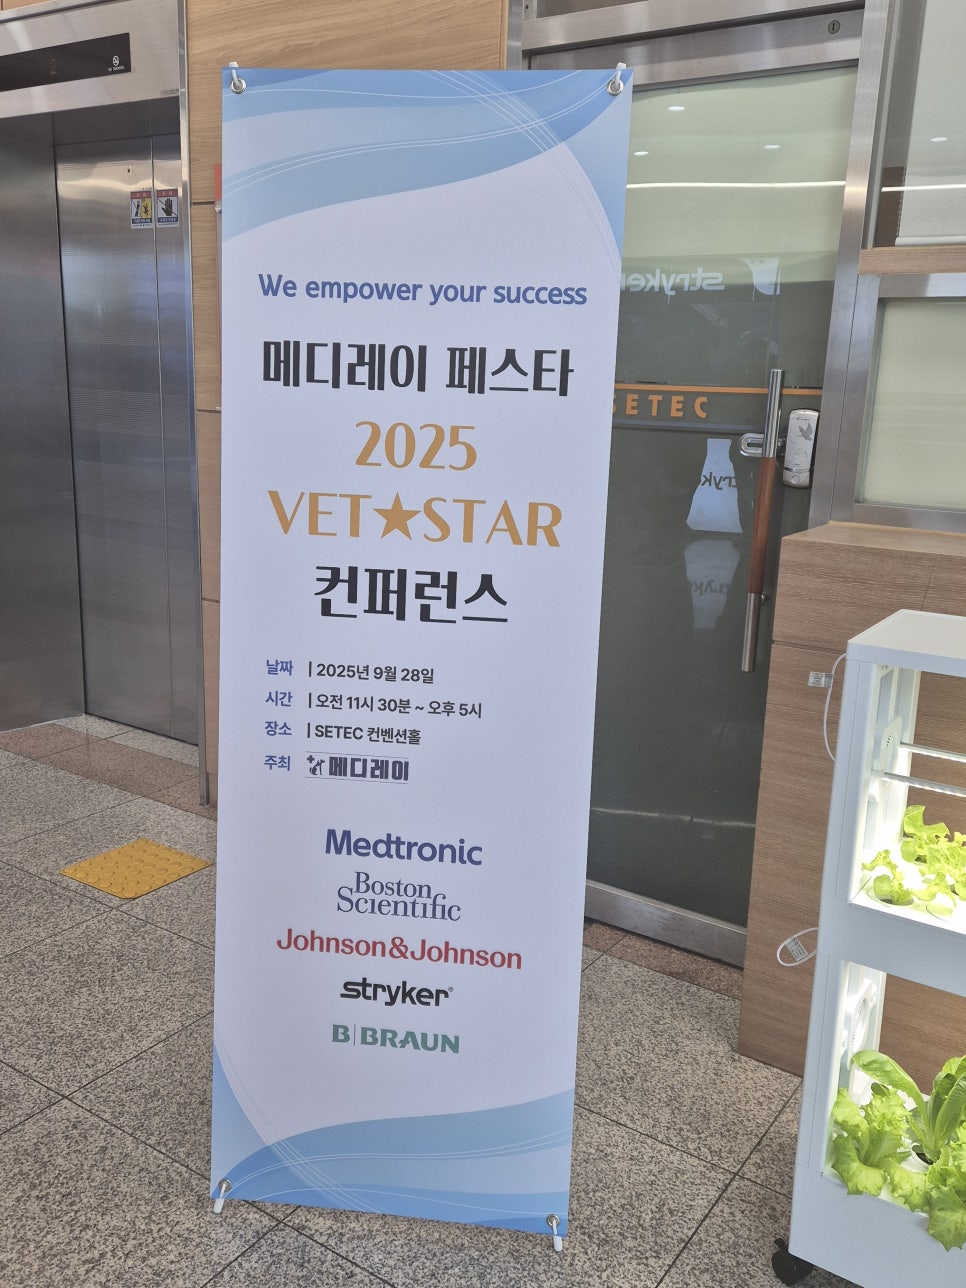 We empower your success
메디레이 페스타
2025
VET★STAR
컨퍼런스
날짜 | 2025년 9월 28일
시간 | 오전 11시 30분 ~ 오후 5시
장소 | SETEC 컨벤션홀
주최 메디레이
Medtronic
Boston
Scientific
Johnson&Johnson
stryker®
B|BRAUN
stryker
SETEC
stryk
stryke